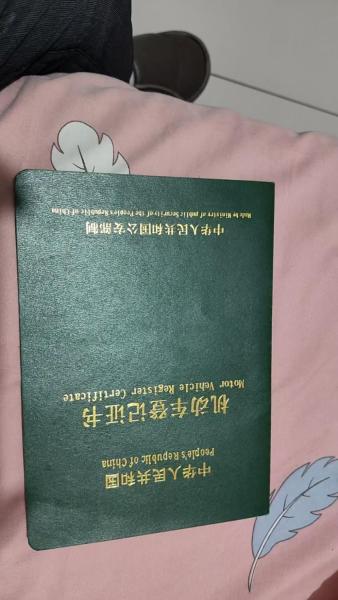 中华人民共和国
People's Republic of China
机动车登记证书
Motor Vehicle Register Certificate
中华人民共和国公安部制
Made by Ministry of public Security of the People's Republic of China